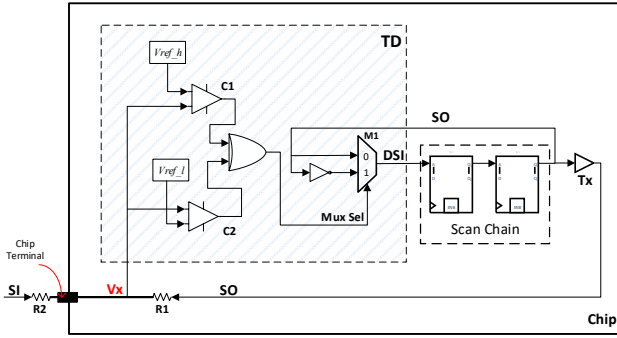 TD
Vref_h
C1
SO
M1
0
DSI
1
Vref_l
Tx
Mux Sel
C2
Scan Chain
Chip
Terminal
SI
R2
Vx
R1
SO
Chip